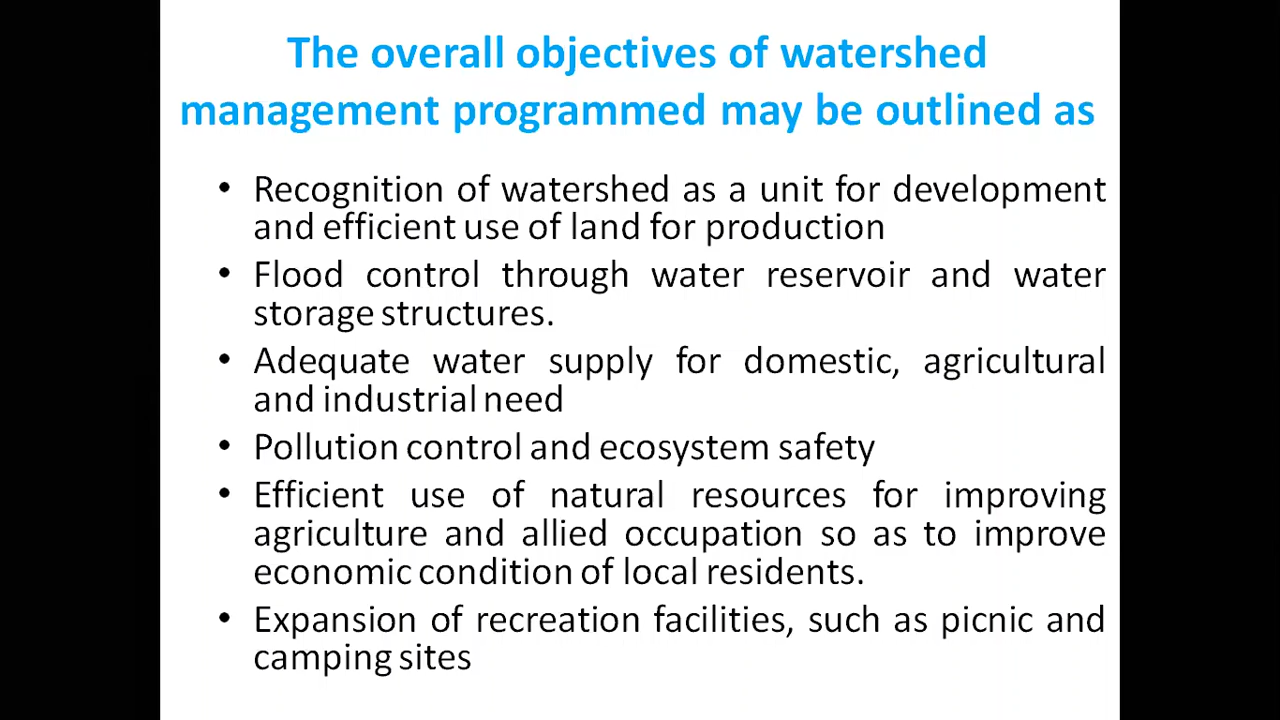 The overall objectives of watershed
management programmed may be outlined as
• Recognition of watershed as a unit for development
and efficient use of land for production
• Flood control through water reservoir and water
storage structures.
• Adequate water supply for domestic, agricultural
and industrial need
• Pollution control and ecosystem safety
• Efficient use of natural resources for improving
agriculture and allied occupation so as to improve
economic condition of local residents.
• Expansion of recreation facilities, such as picnic and
camping sites